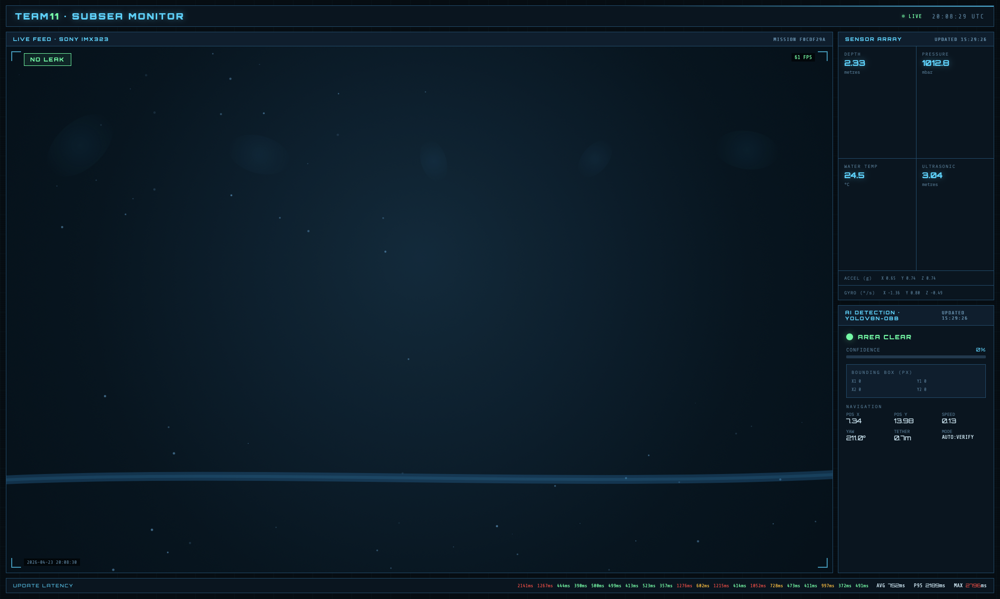 TEAM11 · SUBSEA MONITOR
LIVE 20:08:29 UTC
LIVE FEED · SONY IMX323
MISSION F0CDF29A
NO LEAK
61 FPS
2026-04-23 20:08:30
SENSOR ARRAY
UPDATED 15:29:26
DEPTH
2.33
metres
PRESSURE
1012.8
mbar
WATER TEMP
24.5
°C
ULTRASONIC
3.04
metres
ACCEL (g) X 0.65 Y 0.74 Z 0.74
GYRO (°/s) X -1.36 Y 0.80 Z -0.49
AI DETECTION ·
YOLOV8N-OBB
UPDATED
15:29:26
AREA CLEAR
CONFIDENCE 0%
BOUNDING BOX (PX)
X1 0 Y1 0
X2 0 Y2 0
NAVIGATION
POS X POS Y SPEED
7.34 13.98 0.13
YAW TETHER MODE
211.0° 0.7m AUTO:VERIFY
UPDATE LATENCY
2141ms 1267ms 444ms 390ms 500ms 499ms 413ms 523ms 357ms 1276ms 602ms 1215ms 414ms 1052ms 728ms 473ms 411ms 997ms 372ms 491ms AVG 752ms P95 2189ms MAX 2796ms